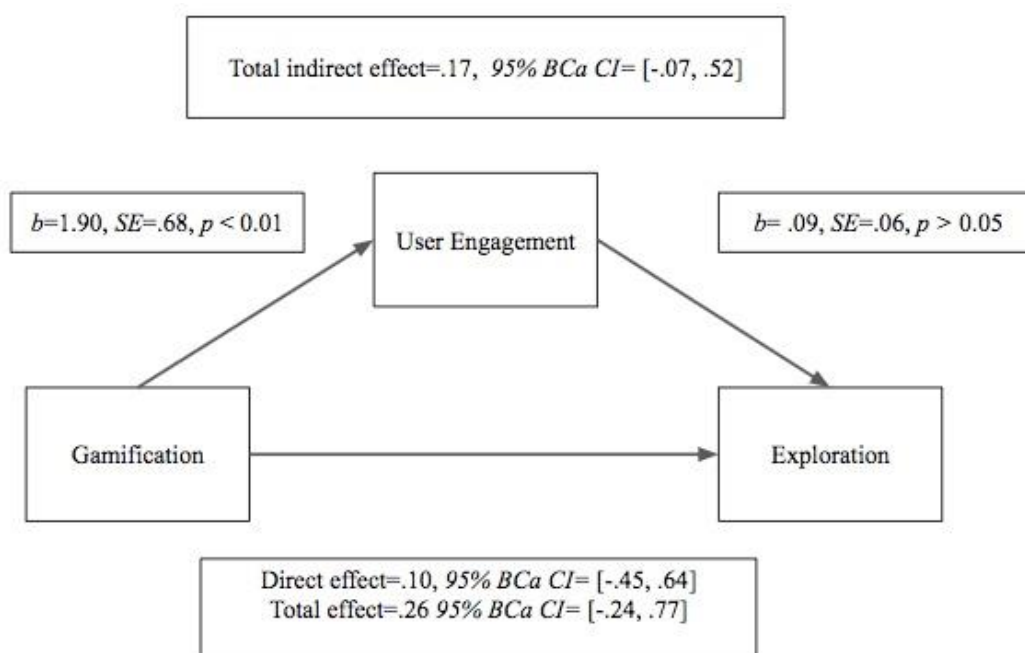 Total indirect effect=.17, 95% BCa CI= [-.07, .52]
b=1.90, SE=.68, p < 0.01
User Engagement
b= .09, SE=.06, p > 0.05
Gamification
Exploration
Direct effect=.10, 95% BCa CI= [-.45, .64]
Total effect=.26 95% BCa CI= [-.24, .77]